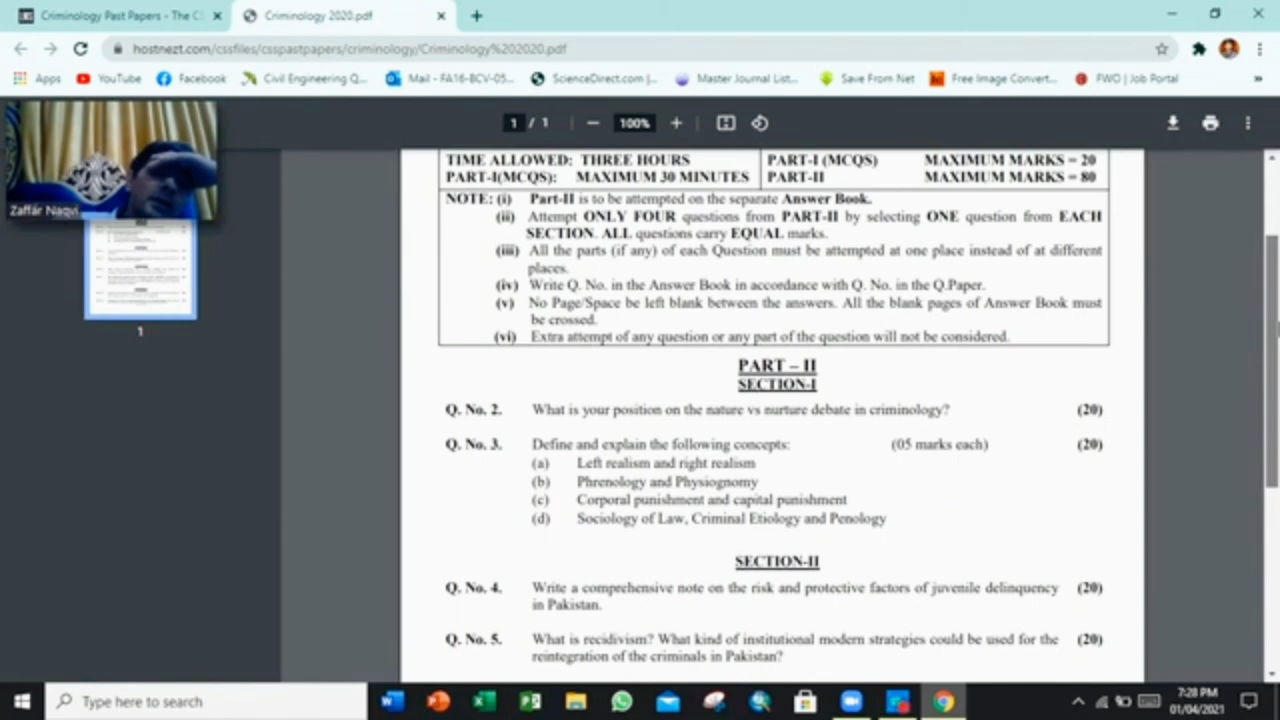 Criminology Past Papers - The CS
Criminology 2020.pdf
hostnezt.com/cssfiles/csspastpapers/criminology/Criminology%202020.pdf
Apps
YouTube
Facebook
Civil Engineering Q...
Mail - FA16-BCV-05...
ScienceDirect.com |...
Master Journal List...
Save From Net
Free Image Convert...
FWO | Job Portal
»
1 / 1
100%
Zaffar Naqvi
1
TIME ALLOWED: THREE HOURS PART-I (MCQS) MAXIMUM MARKS = 20
PART-I(MCQS): MAXIMUM 30 MINUTES PART-II MAXIMUM MARKS = 80
NOTE: (i) Part-II is to be attempted on the separate Answer Book.
(ii) Attempt ONLY FOUR questions from PART-II by selecting ONE question from EACH
SECTION. ALL questions carry EQUAL marks.
(iii) All the parts (if any) of each Question must be attempted at one place instead of at different
places.
(iv) Write Q. No. in the Answer Book in accordance with Q. No. in the Q.Paper.
(v) No Page/Space be left blank between the answers. All the blank pages of Answer Book must
be crossed.
(vi) Extra attempt of any question or any part of the question will not be considered.
PART – II
SECTION-I
Q. No. 2. What is your position on the nature vs nurture debate in criminology? (20)
Q. No. 3. Define and explain the following concepts: (05 marks each) (20)
(a) Left realism and right realism
(b) Phrenology and Physiognomy
(c) Corporal punishment and capital punishment
(d) Sociology of Law, Criminal Etiology and Penology
SECTION-II
Q. No. 4. Write a comprehensive note on the risk and protective factors of juvenile delinquency (20)
in Pakistan.
Q. No. 5. What is recidivism? What kind of institutional modern strategies could be used for the (20)
reintegration of the criminals in Pakistan?
Type here to search
7:28 PM
01/04/2021